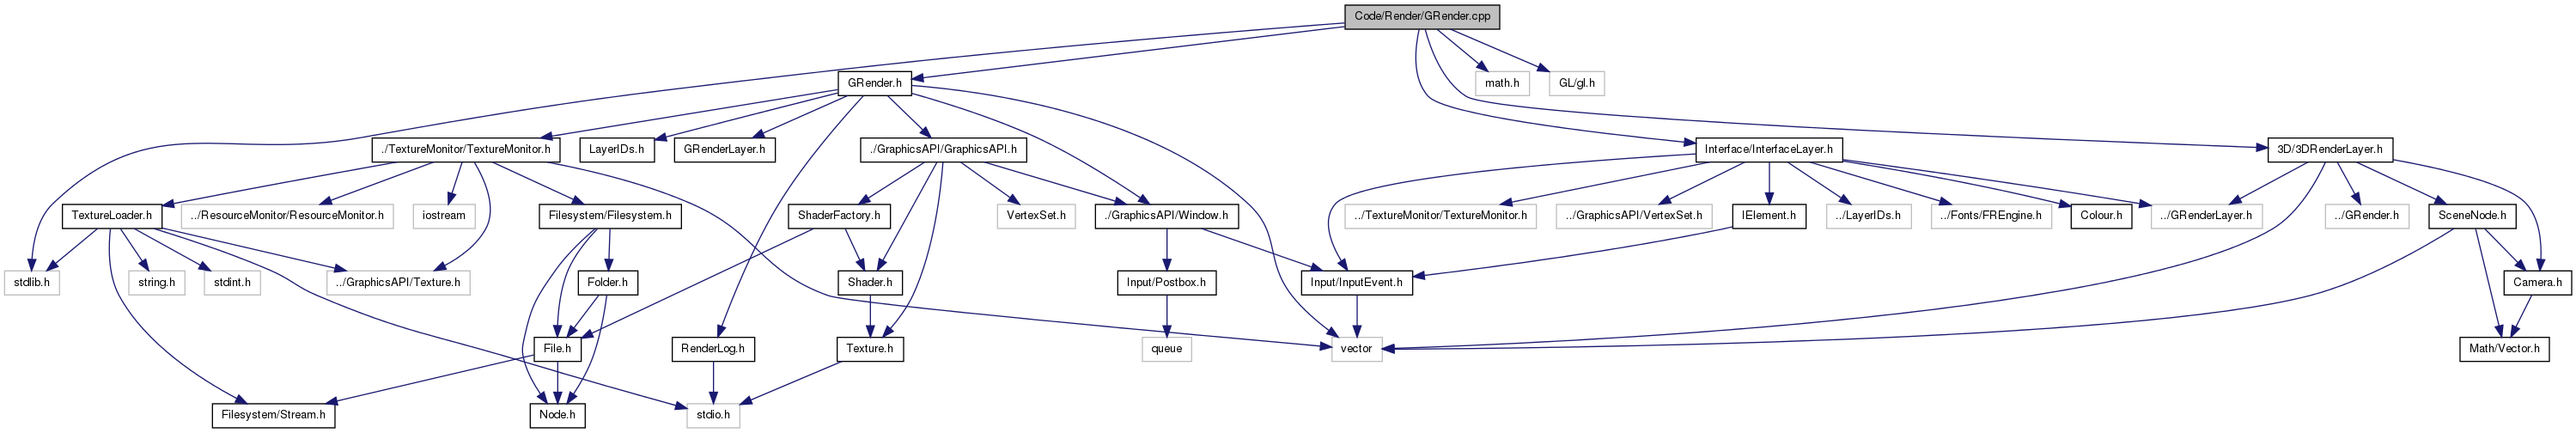 Code/Render/GRender.cpp
GRender.h
math.h
GL/gl.h
./TextureMonitor/TextureMonitor.h
LayerIDs.h
GRenderLayer.h
./GraphicsAPI/GraphicsAPI.h
Interface/InterfaceLayer.h
3D/3DRenderLayer.h
TextureLoader.h
../ResourceMonitor/ResourceMonitor.h
iostream
Filesystem/Filesystem.h
ShaderFactory.h
VertexSet.h
./GraphicsAPI/Window.h
../TextureMonitor/TextureMonitor.h
../GraphicsAPI/VertexSet.h
IElement.h
../LayerIDs.h
../Fonts/FREngine.h
Colour.h
../GRenderLayer.h
../GRender.h
SceneNode.h
stdlib.h
string.h
stdint.h
../GraphicsAPI/Texture.h
Folder.h
Shader.h
Input/Postbox.h
Input/InputEvent.h
Camera.h
File.h
RenderLog.h
Texture.h
queue
vector
Math/Vector.h
Filesystem/Stream.h
Node.h
stdio.h